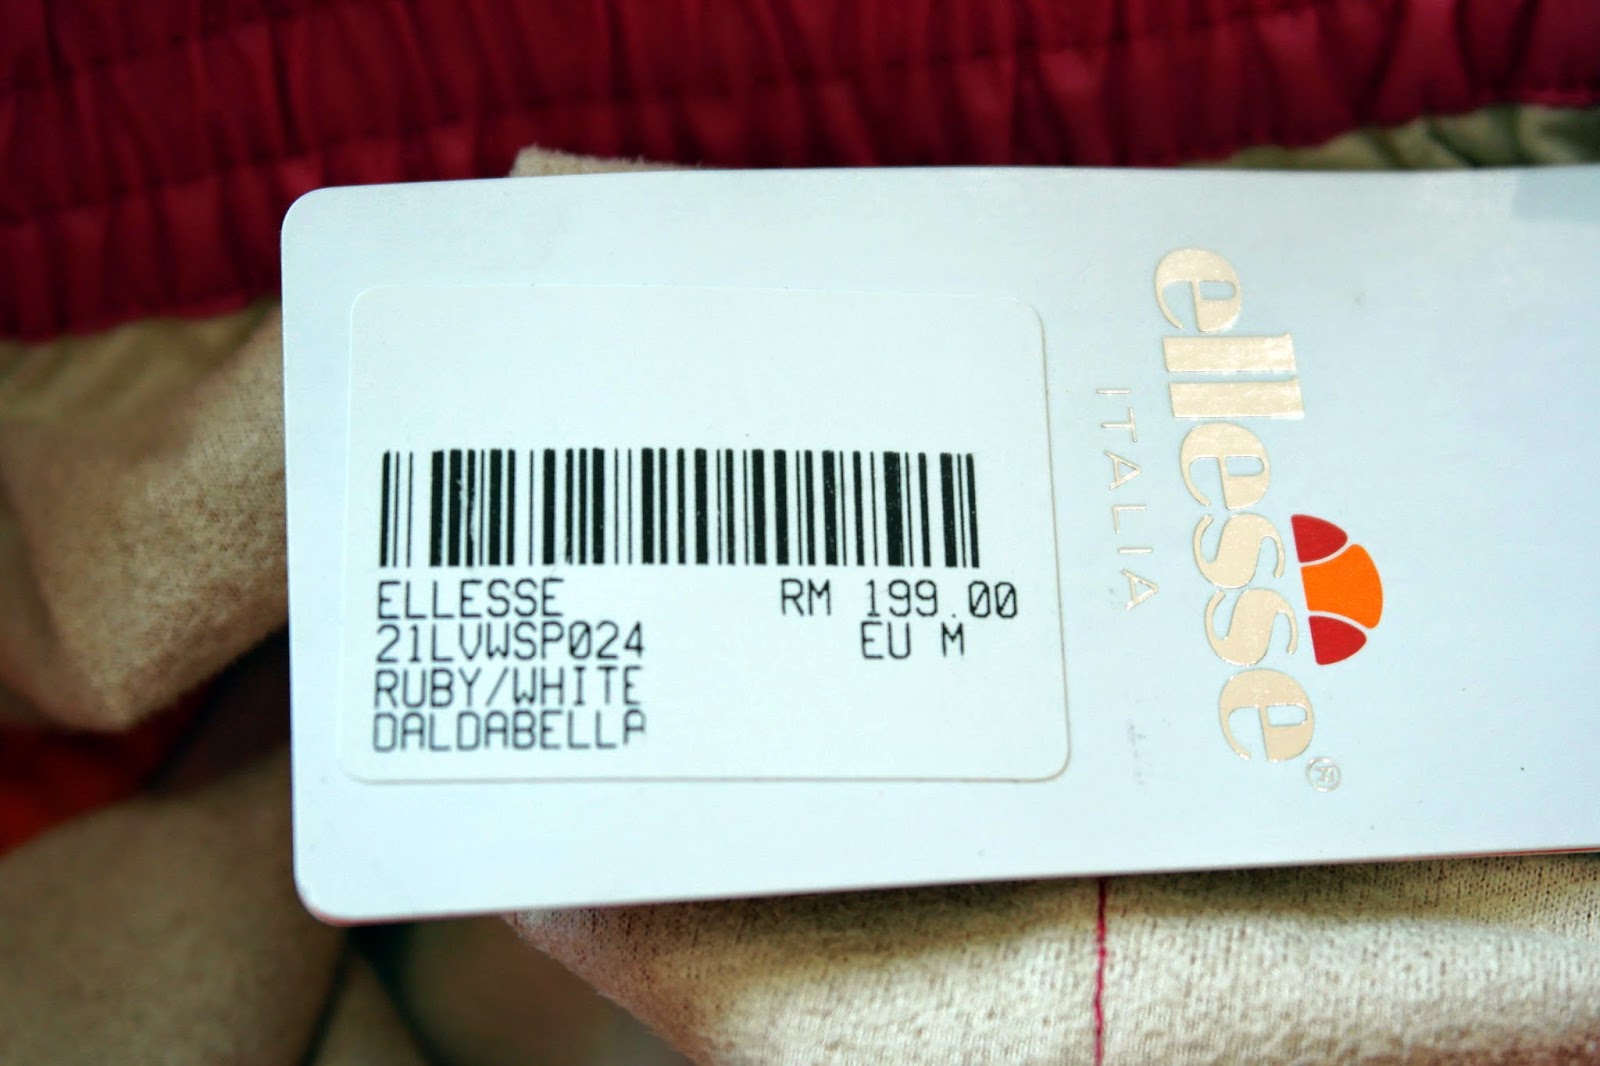 ELLESSE RM 199.00
21LVWSP024 EU M
RUBY/WHITE
DALDABELLA
ellesse®
ITALIA